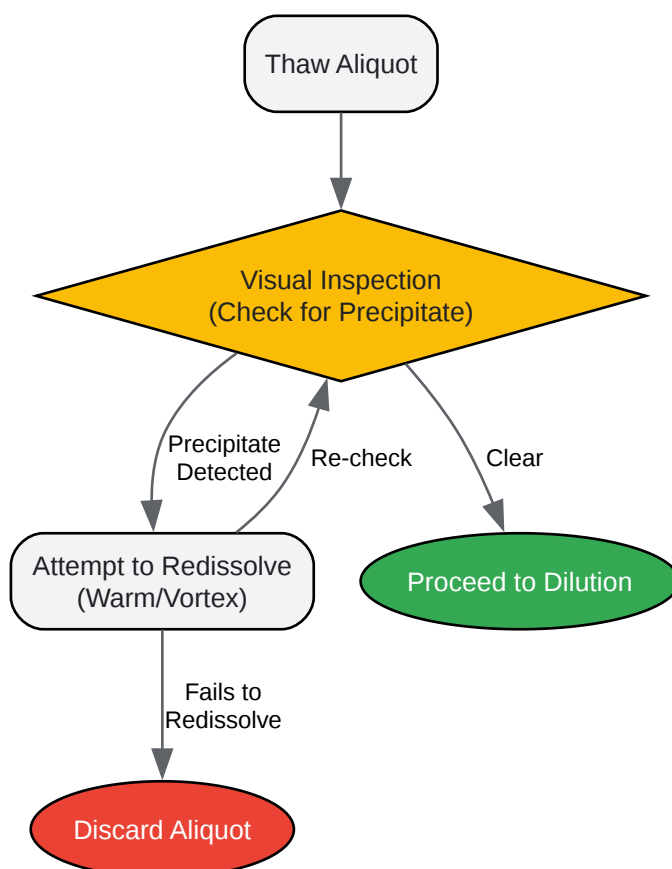 Thaw Aliquot
Visual Inspection
(Check for Precipitate)
Precipitate
Detected
Re-check
Clear
Attempt to Redissolve
(Warm/Vortex)
Proceed to Dilution
Fails to
Redissolve
Discard Aliquot